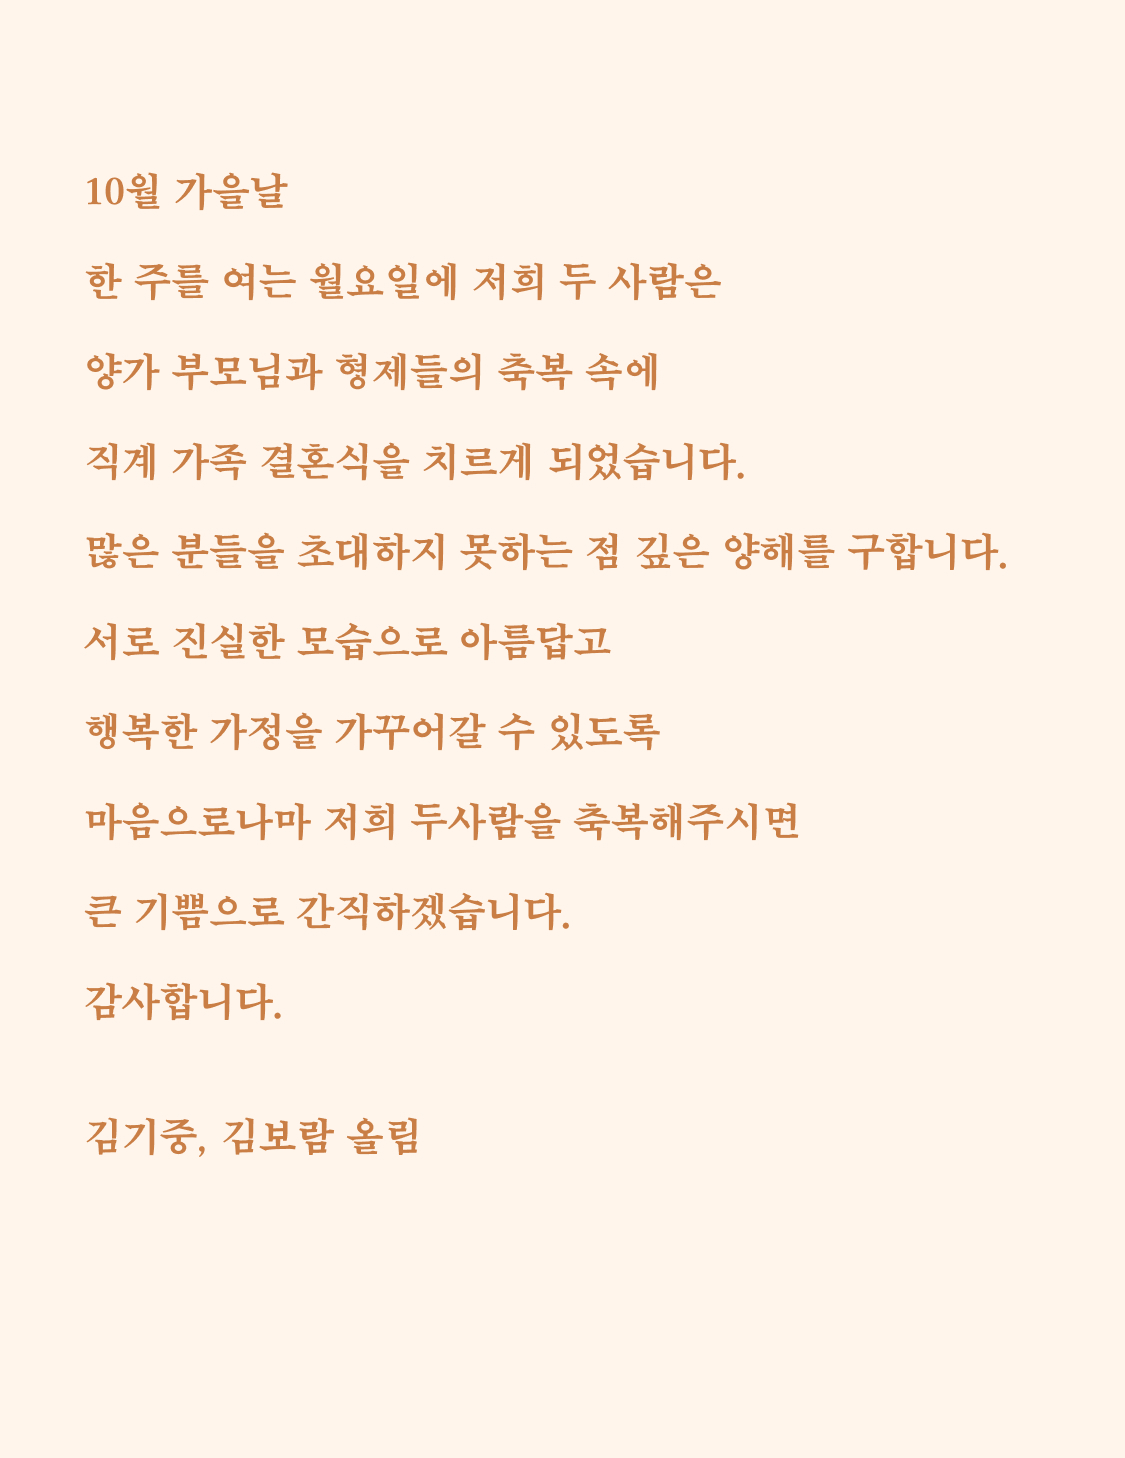 10월 가을날
한 주를 여는 월요일에 저희 두 사람은
양가 부모님과 형제들의 축복 속에
직계 가족 결혼식을 치르게 되었습니다.
많은 분들을 초대하지 못하는 점 깊은 양해를 구합니다.
서로 진실한 모습으로 아름답고
행복한 가정을 가꾸어갈 수 있도록
마음으로나마 저희 두사람을 축복해주시면
큰 기쁨으로 간직하겠습니다.
감사합니다.
김기중, 김보람 올림